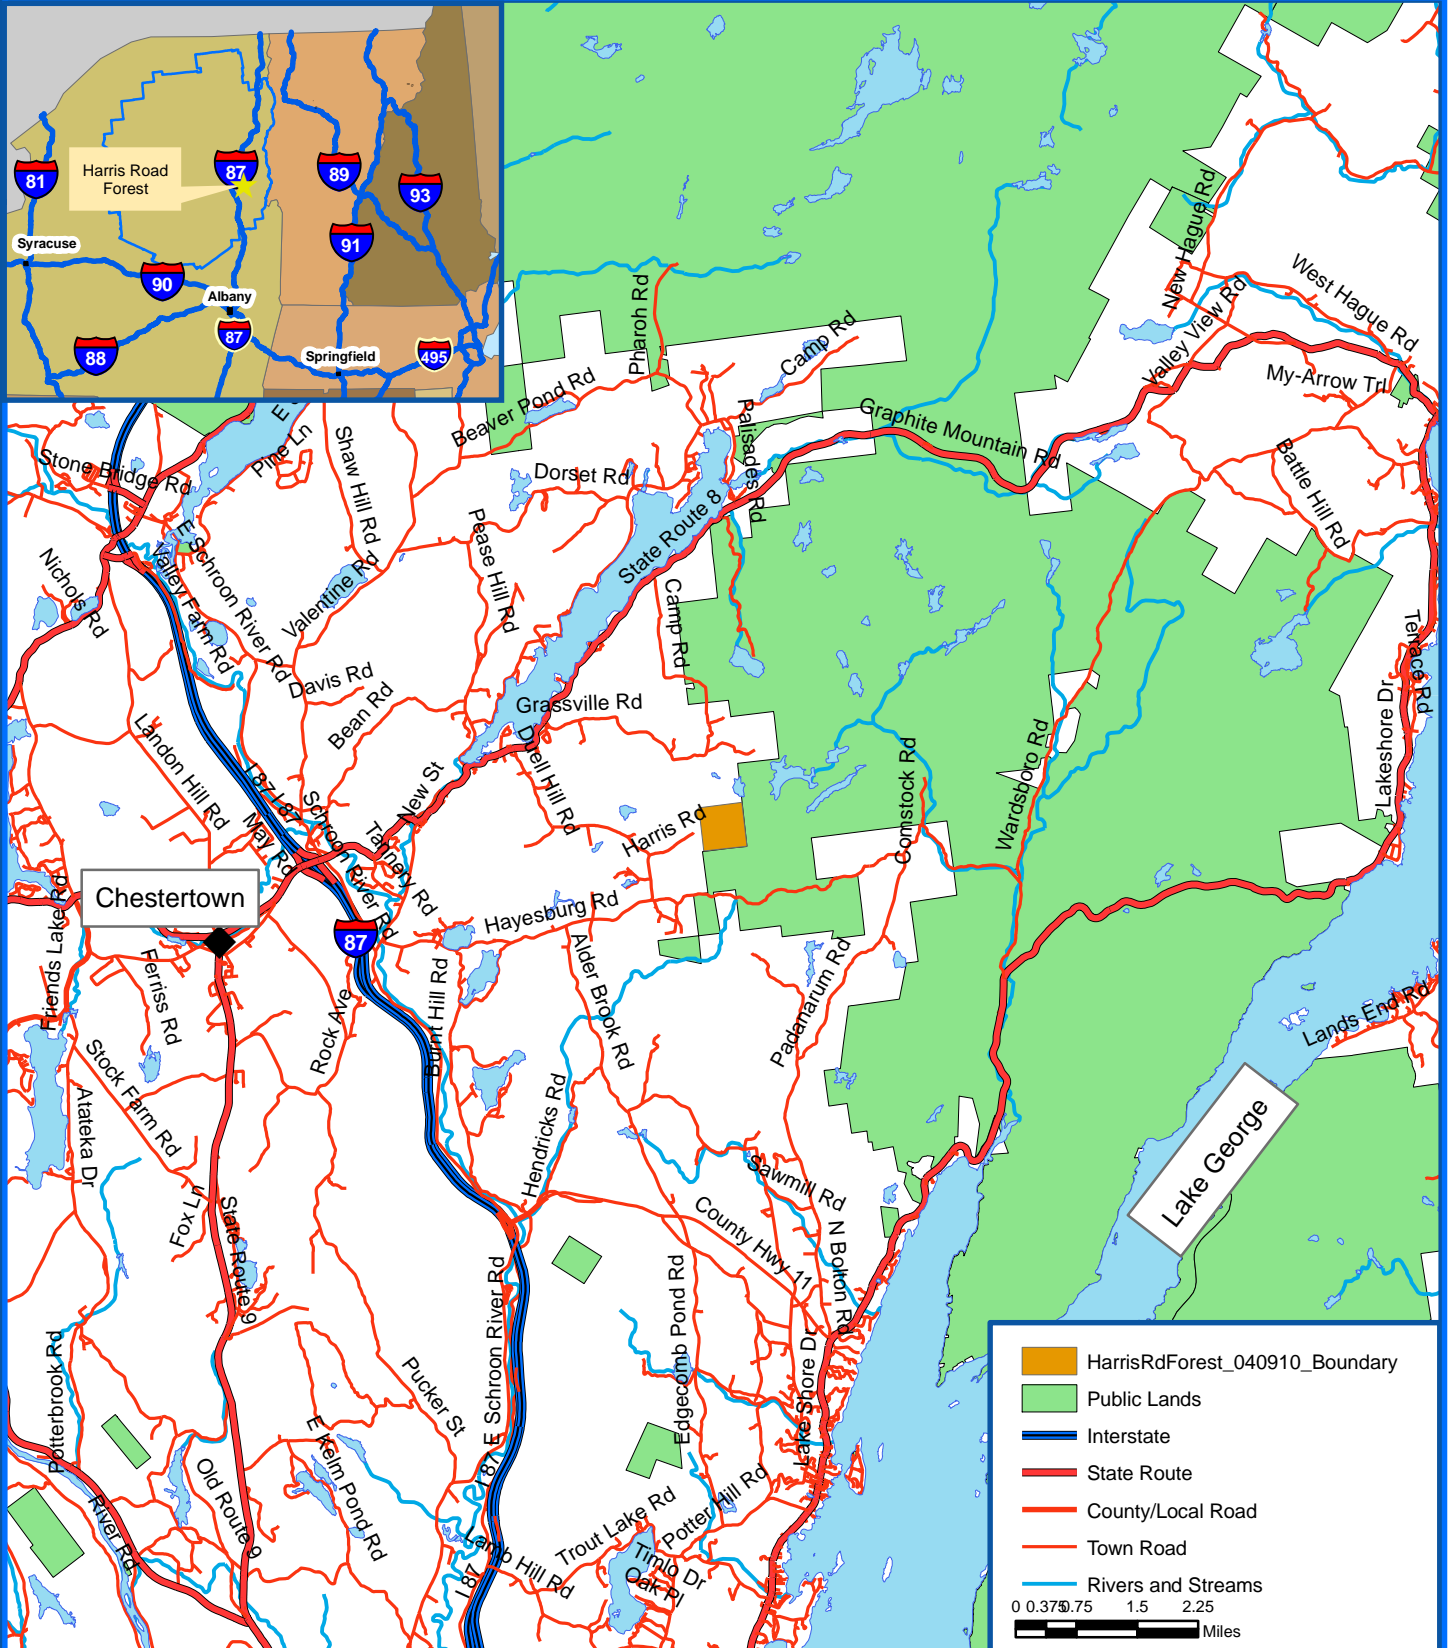 81
Harris Road
Forest
87
89
93
91
Syracuse
90
Albany
87
88
Springfield
495
New Hague Rd
West Hague Rd
Valley View Rd
My-Arrow Trl
Pharoh Rd
Camp Rd
Beaver Pond Rd
Palisades Rd
Graphite Mountain Rd
Battle Hill Rd
E
Pine Ln
Shaw Hill Rd
Stone Bridge Rd
Dorset Rd
State Route 8
Pease Hill Rd
E Schroon River Rd
Valley Farm Rd
Nichols Rd
Valentine Rd
Camp Rd
Terrace Rd
Davis Rd
Bean Rd
Grassville Rd
Lakeshore Dr
Landon Hill Rd
Duell Hill Rd
Wardsboro Rd
Comstock Rd
I 87
I 87
New St
May Rd
Schroon River Rd
Tannery Rd
Harris Rd
Chestertown
Hayesburg Rd
87
Friends Lake Rd
Ferriss Rd
Rock Ave
Burnt Hill Rd
Alder Brook Rd
Padanarum Rd
Lands End Rd
Stock Farm Rd
Atateka Dr
Hendricks Rd
Lake George
Sawmill Rd
County Hwy 11
N Bolton Rd
Fox Ln
State Route 9
E Schroon River Rd
Edgecomb Pond Rd
Lake Shore Dr
Potterbrook Rd
Pucker St
E Kelm Pond Rd
Old Route 9
River Rd
I 87
Trout Lake Rd
Potter Hill Rd
Lamb Hill Rd
Timlo Dr
Oak Pl
I 87
HarrisRdForest_040910_Boundary
Public Lands
Interstate
State Route
County/Local Road
Town Road
Rivers and Streams
0 0.375 0.75 1.5 2.25
Miles